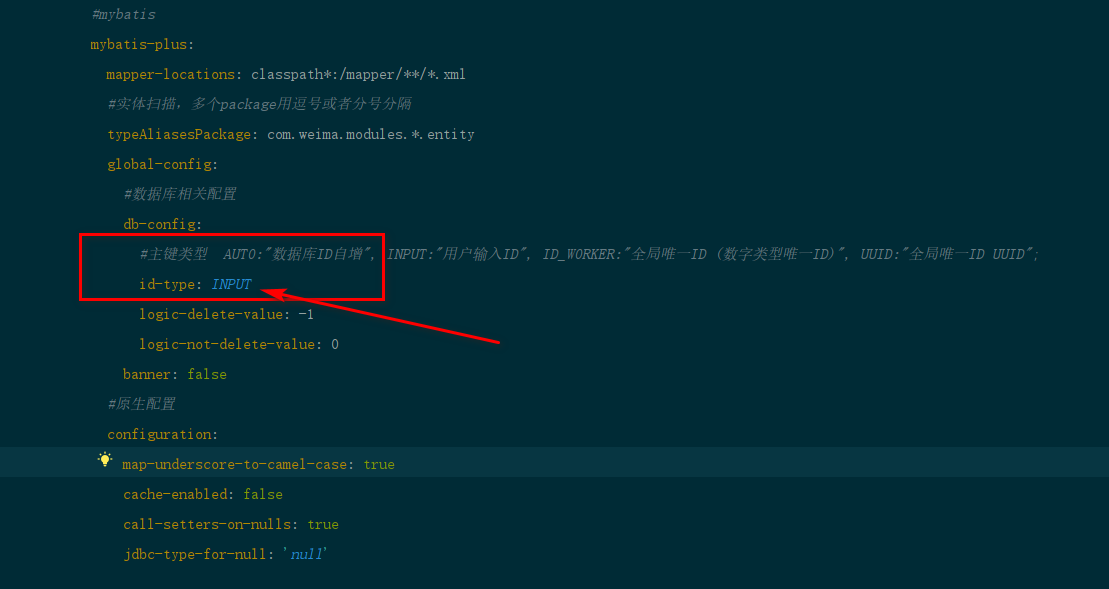 #mybatis
mybatis-plus:
mapper-locations: classpath*:/mapper/**/*.xml
#实体扫描，多个package用逗号或者分号分隔
typeAliasesPackage: com.weima.modules.*.entity
global-config:
#数据库相关配置
db-config:
#主键类型  AUTO:"数据库ID自增", INPUT:"用户输入ID", ID_WORKER:"全局唯一ID (数字类型唯一ID)", UUID:"全局唯一ID UUID";
id-type: INPUT
logic-delete-value: -1
logic-not-delete-value: 0
banner: false
#原生配置
configuration:
map-underscore-to-camel-case: true
cache-enabled: false
call-setters-on-nulls: true
jdbc-type-for-null: 'null'